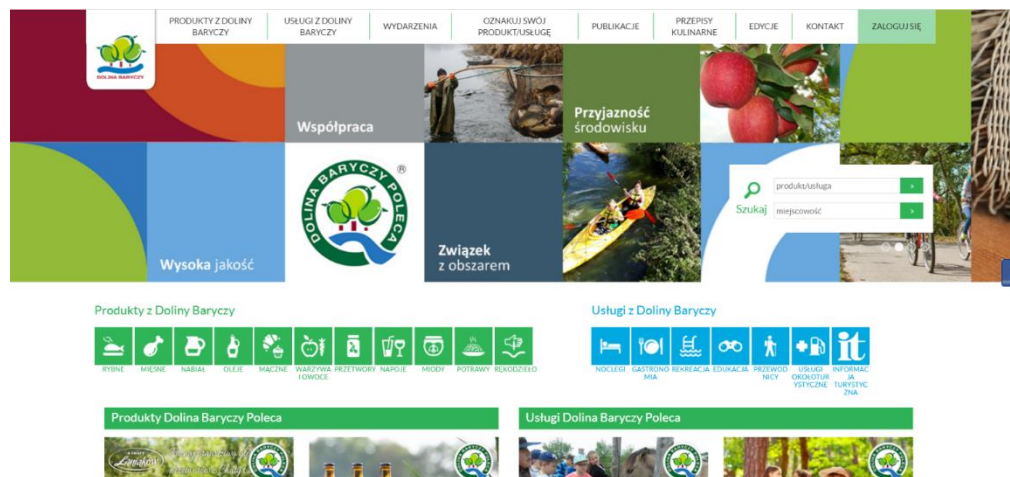 PRODUKTY Z DOLINY
BARYCZY
USŁUGI Z DOLINY
BARYCZY
WYDARZENIA
OZNAKUJ SWÓJ
PRODUKT/USŁUGĘ
PUBLIKACJE
PRZEPISY
KULINARNE
EDYCJE
KONTAKT
ZALOGUJ SIĘ
DOLINA BARYCZY
Współpraca
Przyjazność
środowisku
Wysoka jakość
DOLINA BARYCZY POLECA
®
Związek
z obszarem
Szukaj
produkt/usługa
miejscowość
Produkty z Doliny Baryczy
Usługi z Doliny Baryczy
RYBNE
MIĘSNE
NABIAŁ
OLEJE
MĄCZNE
WARZYWA
I OWOCE
PRZETWORY
NAPOJE
MIODY
POTRAWY
RĘKODZIEŁO
it
NOCLEGI
GASTRONO
MIA
REKREACJA
EDUKACJA
PRZEWOD
NICY
USŁUGI
OKOŁOTUR
YSTYCZNE
INFORMAC
JA
TURYSTYC
ZNA
Produkty Dolina Baryczy Poleca
Usługi Dolina Baryczy Poleca